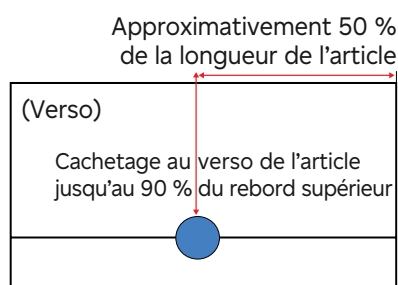 Approximativement 50 %
de la longueur de l’article
(Verso)
Cachetage au verso de l’article
jusqu’au 90 % du rebord supérieur